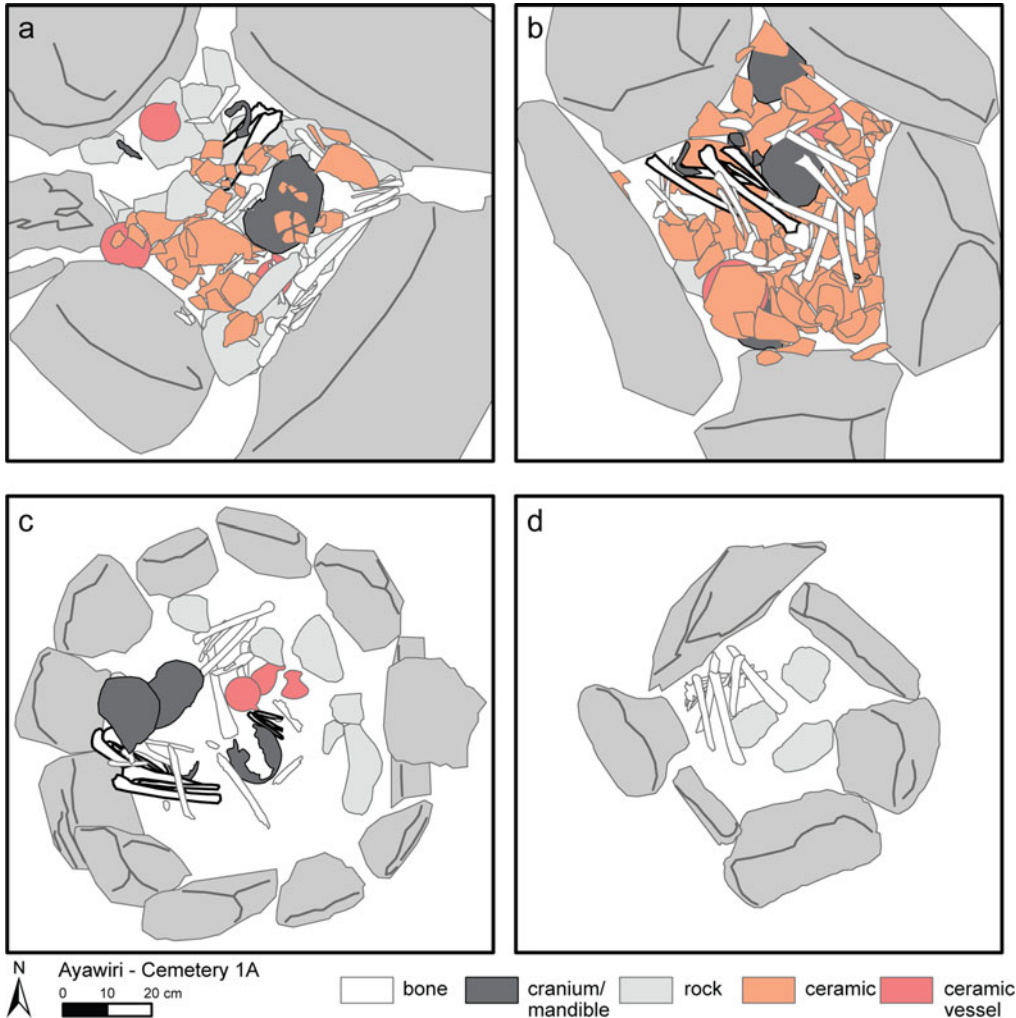 a
b
c
d
N
Ayawiri - Cemetery 1A
0 10 20 cm
bone
cranium/
mandible
rock
ceramic
ceramic
vessel